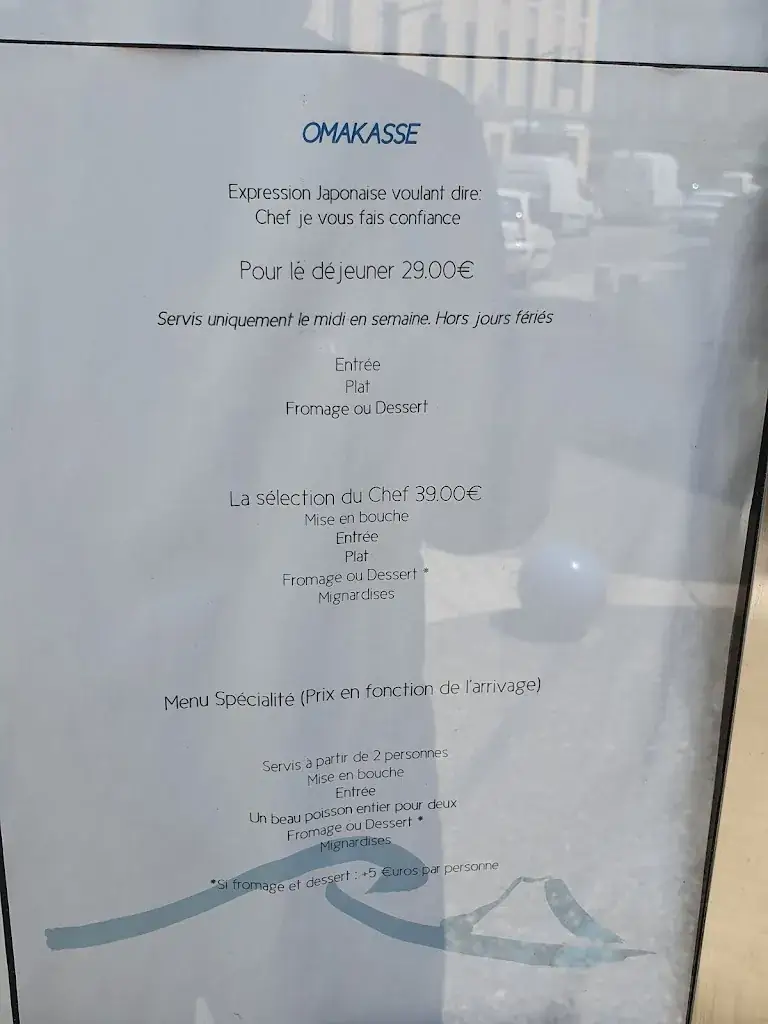 OMAKASSE
Expression Japonaise voulant dire:
Chef je vous fais confiance
Pour le déjeuner 29.00€
Servis uniquement le midi en semaine. Hors jours fériés
Entrée
Plat
Fromage ou Dessert
La sélection du Chef 39.00€
Mise en bouche
Entrée
Plat
Fromage ou Dessert *
Mignardises
Menu Spécialité (Prix en fonction de l'arrivage)
Servis à partir de 2 personnes
Mise en bouche
Entrée
Un beau poisson entier pour deux
Fromage ou Dessert *
Mignardises
*Si fromage et dessert : +5 €uros par personne